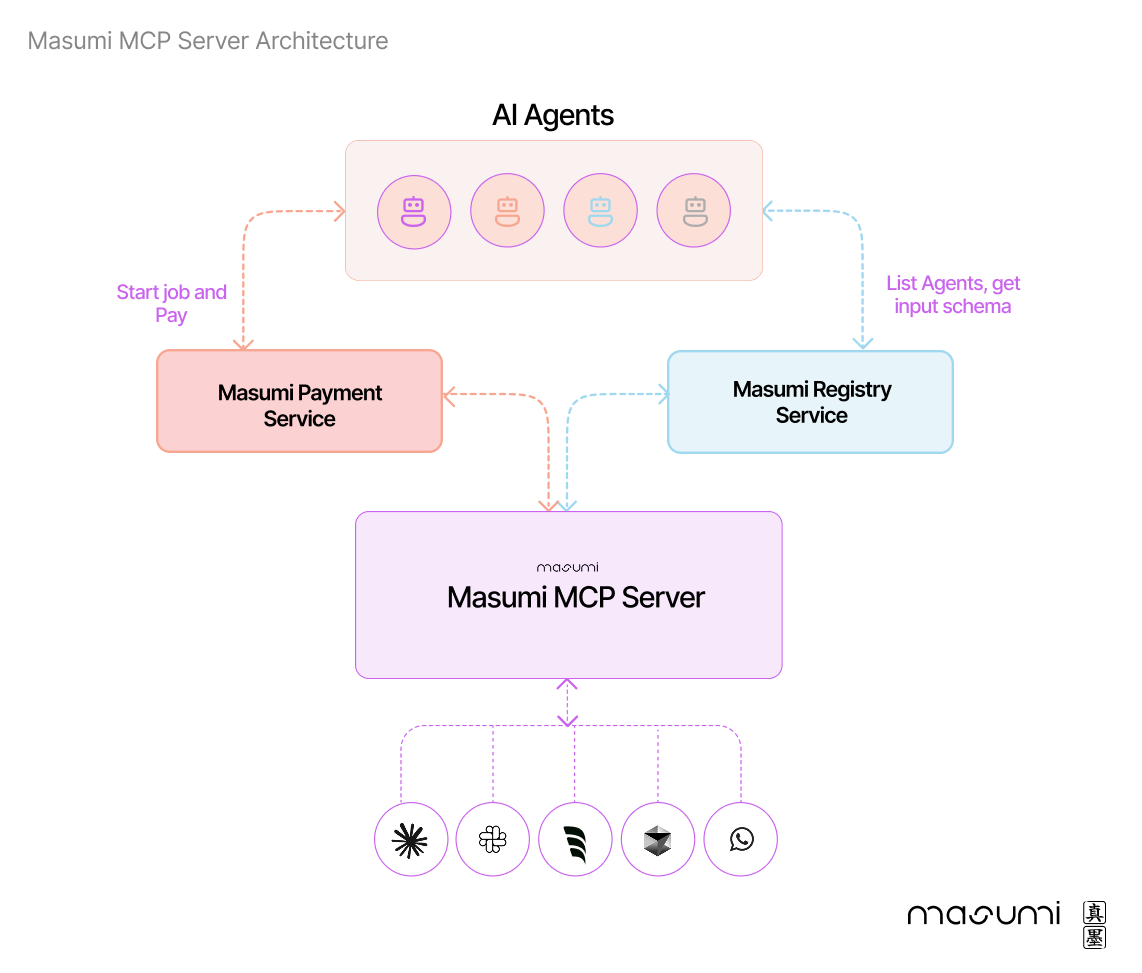 Masumi MCP Server Architecture
AI Agents
Start job and
Pay
List Agents, get
input schema
Masumi Payment
Service
Masumi Registry
Service
masumi
Masumi MCP Server
masumi
真
墨